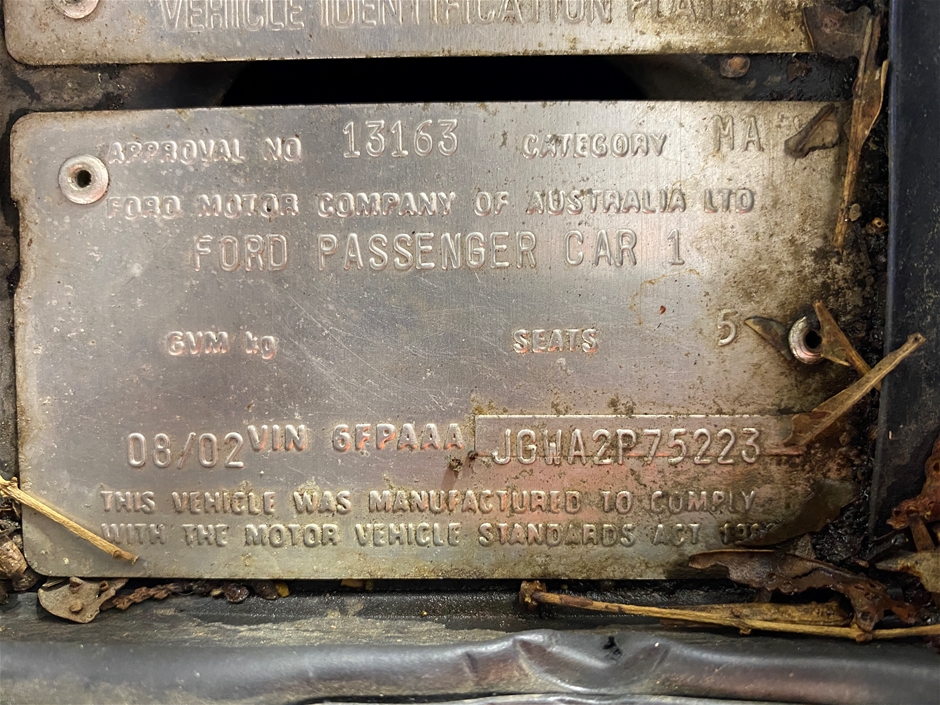 VEHICLE IDENTIFICATION PLATE
APPROVAL NO 13163 CATEGORY MA
FORD MOTOR COMPANY OF AUSTRALIA LTD
FORD PASSENGER CAR 1
GVM kg SEATS 5
08/02 VIN 6FPAAA JGWA2P75223
THIS VEHICLE WAS MANUFACTURED TO COMPLY
WITH THE MOTOR VEHICLE STANDARDS ACT